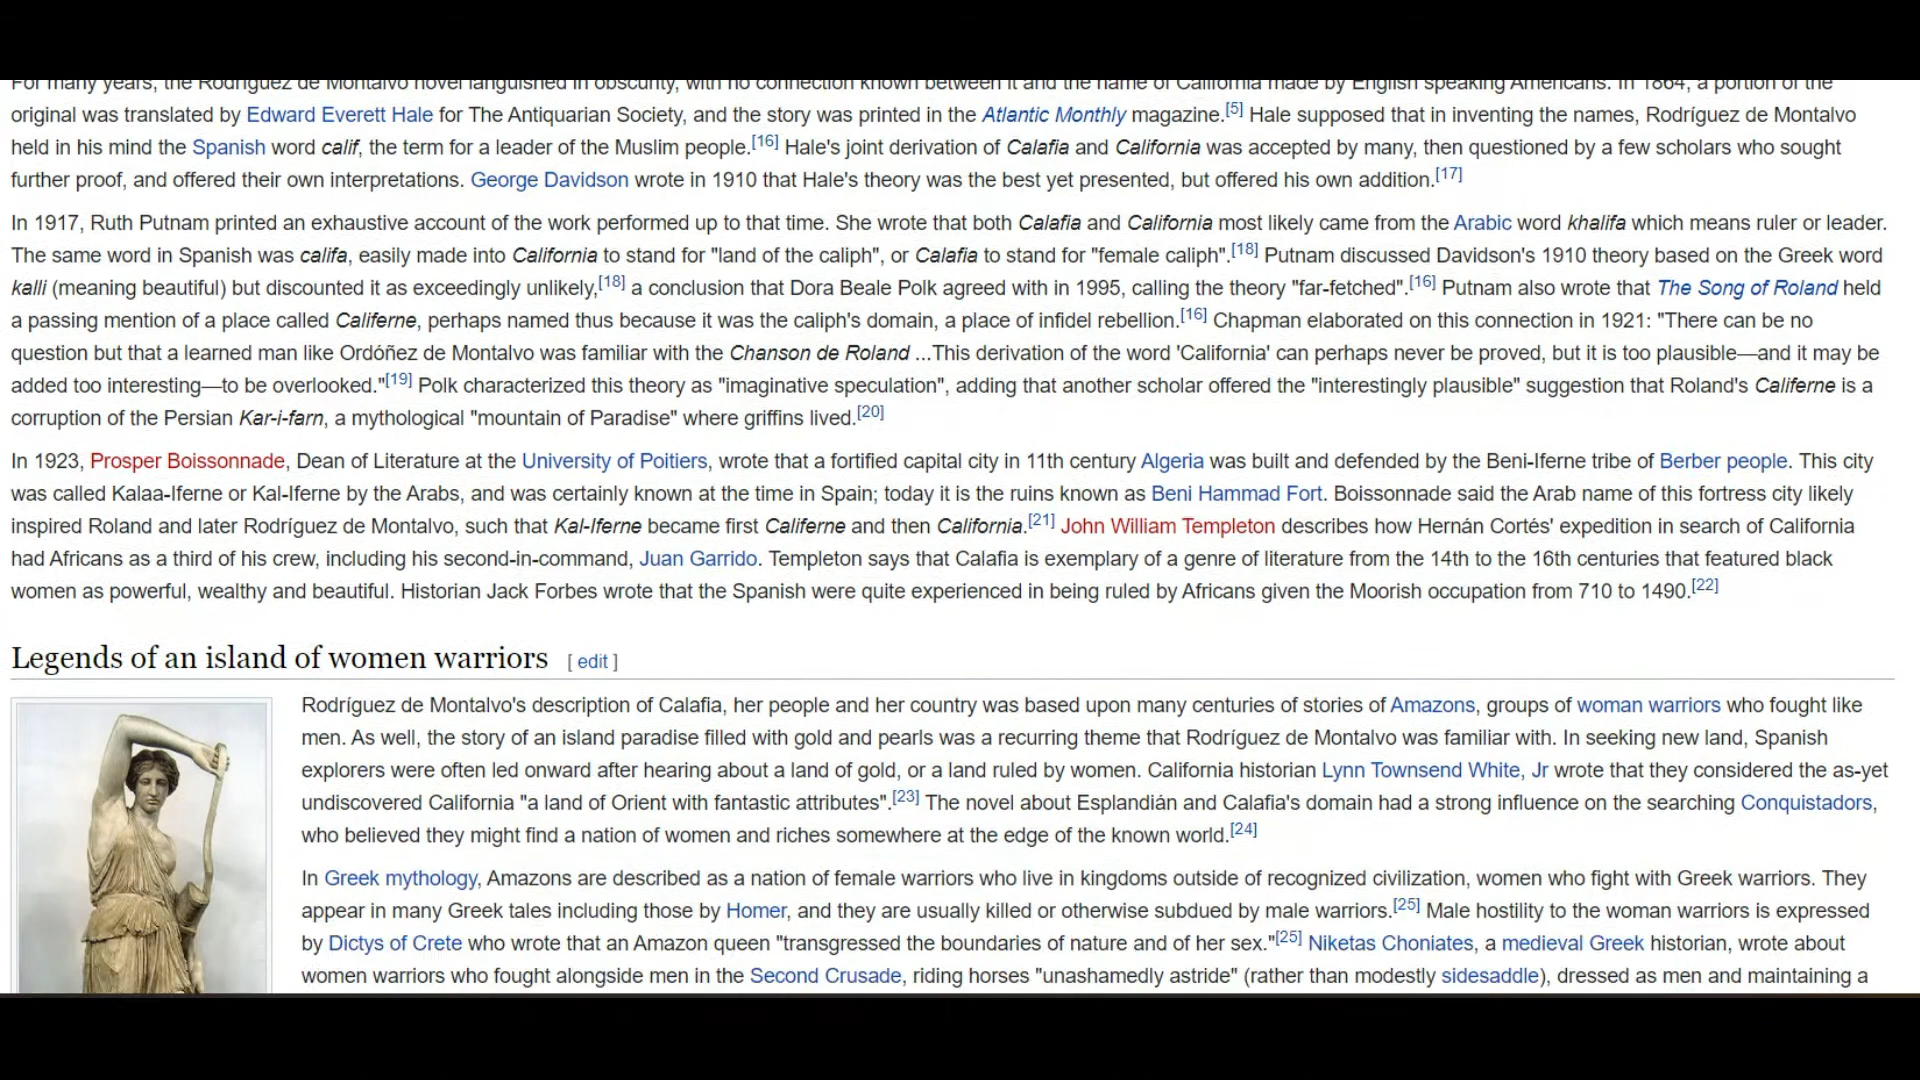 For many years, the Rodríguez de Montalvo novel languished in obscurity, with no connection known between it and the name of California made by English speaking Americans. In 1864, a portion of the
original was translated by Edward Everett Hale for The Antiquarian Society, and the story was printed in the Atlantic Monthly magazine.[5] Hale supposed that in inventing the names, Rodríguez de Montalvo
held in his mind the Spanish word calif, the term for a leader of the Muslim people.[16] Hale's joint derivation of Calafia and California was accepted by many, then questioned by a few scholars who sought
further proof, and offered their own interpretations. George Davidson wrote in 1910 that Hale's theory was the best yet presented, but offered his own addition.[17]
In 1917, Ruth Putnam printed an exhaustive account of the work performed up to that time. She wrote that both Calafia and California most likely came from the Arabic word khalifa which means ruler or leader.
The same word in Spanish was califa, easily made into California to stand for "land of the caliph", or Calafia to stand for "female caliph".[18] Putnam discussed Davidson's 1910 theory based on the Greek word
kalli (meaning beautiful) but discounted it as exceedingly unlikely,[18] a conclusion that Dora Beale Polk agreed with in 1995, calling the theory "far-fetched".[16] Putnam also wrote that The Song of Roland held
a passing mention of a place called Califerne, perhaps named thus because it was the caliph's domain, a place of infidel rebellion.[16] Chapman elaborated on this connection in 1921: "There can be no
question but that a learned man like Ordóñez de Montalvo was familiar with the Chanson de Roland ...This derivation of the word 'California' can perhaps never be proved, but it is too plausible—and it may be
added too interesting—to be overlooked."[19] Polk characterized this theory as "imaginative speculation", adding that another scholar offered the "interestingly plausible" suggestion that Roland's Califerne is a
corruption of the Persian Kar-i-farn, a mythological "mountain of Paradise" where griffins lived.[20]
In 1923, Prosper Boissonnade, Dean of Literature at the University of Poitiers, wrote that a fortified capital city in 11th century Algeria was built and defended by the Beni-Iferne tribe of Berber people. This city
was called Kalaa-Iferne or Kal-Iferne by the Arabs, and was certainly known at the time in Spain; today it is the ruins known as Beni Hammad Fort. Boissonnade said the Arab name of this fortress city likely
inspired Roland and later Rodríguez de Montalvo, such that Kal-Iferne became first Califerne and then California.[21] John William Templeton describes how Hernán Cortés' expedition in search of California
had Africans as a third of his crew, including his second-in-command, Juan Garrido. Templeton says that Calafia is exemplary of a genre of literature from the 14th to the 16th centuries that featured black
women as powerful, wealthy and beautiful. Historian Jack Forbes wrote that the Spanish were quite experienced in being ruled by Africans given the Moorish occupation from 710 to 1490.[22]
Legends of an island of women warriors [ edit ]
Rodríguez de Montalvo's description of Calafia, her people and her country was based upon many centuries of stories of Amazons, groups of woman warriors who fought like
men. As well, the story of an island paradise filled with gold and pearls was a recurring theme that Rodríguez de Montalvo was familiar with. In seeking new land, Spanish
explorers were often led onward after hearing about a land of gold, or a land ruled by women. California historian Lynn Townsend White, Jr wrote that they considered the as-yet
undiscovered California "a land of Orient with fantastic attributes".[23] The novel about Esplandián and Calafia's domain had a strong influence on the searching Conquistadors,
who believed they might find a nation of women and riches somewhere at the edge of the known world.[24]
In Greek mythology, Amazons are described as a nation of female warriors who live in kingdoms outside of recognized civilization, women who fight with Greek warriors. They
appear in many Greek tales including those by Homer, and they are usually killed or otherwise subdued by male warriors.[25] Male hostility to the woman warriors is expressed
by Dictys of Crete who wrote that an Amazon queen "transgressed the boundaries of nature and of her sex."[25] Niketas Choniates, a medieval Greek historian, wrote about
women warriors who fought alongside men in the Second Crusade, riding horses "unashamedly astride" (rather than modestly sidesaddle), dressed as men and maintaining a